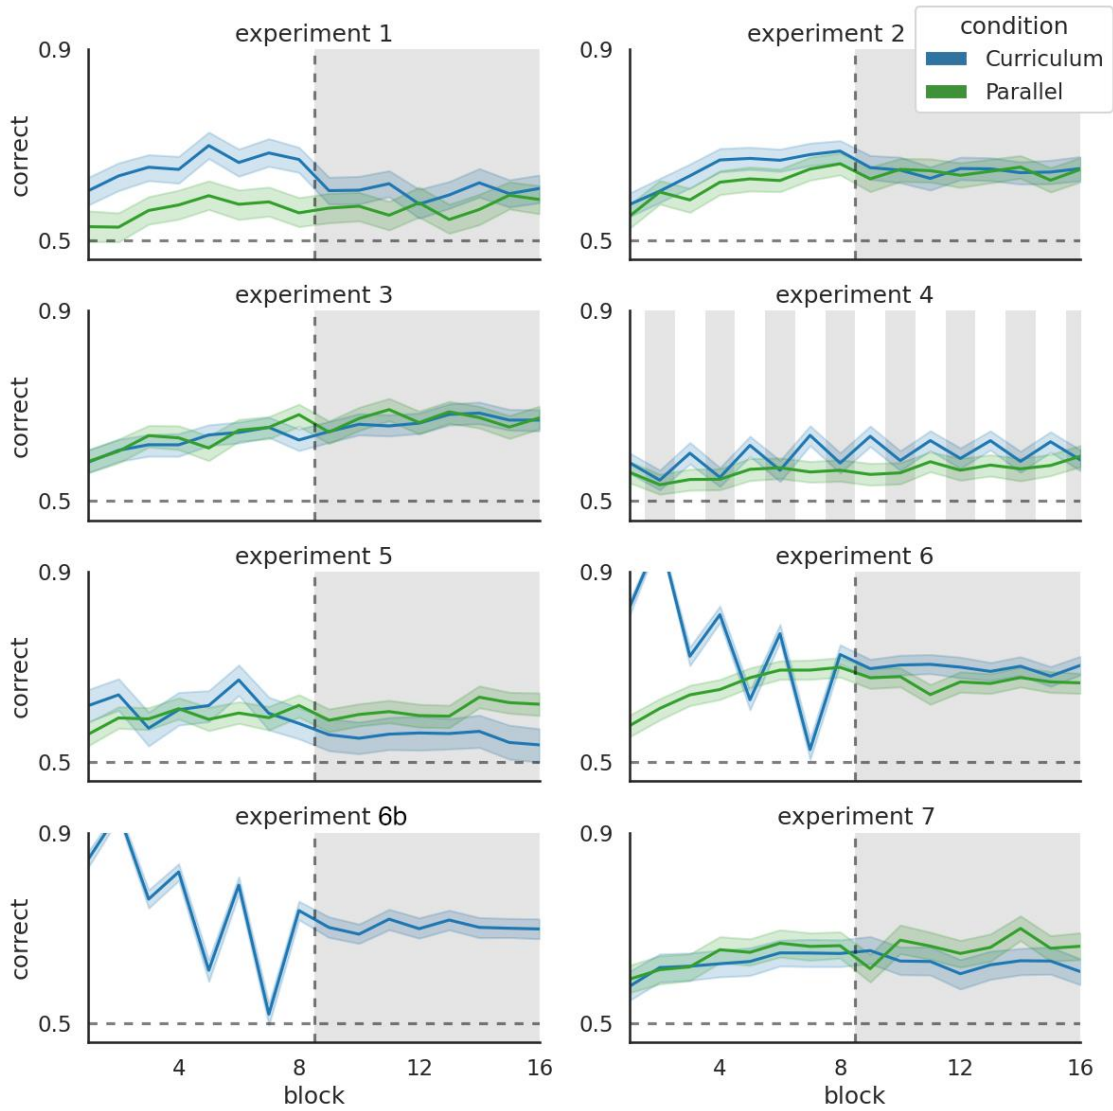 experiment 1
experiment 2
condition
Curriculum
Parallel
0.9
correct
0.5
0.9
0.5
experiment 3
experiment 4
0.9
correct
0.5
0.9
0.5
experiment 5
experiment 6
0.9
correct
0.5
0.9
0.5
experiment 6b
experiment 7
0.9
correct
0.5
0.9
0.5
4 8 12 16
block
4 8 12 16
block